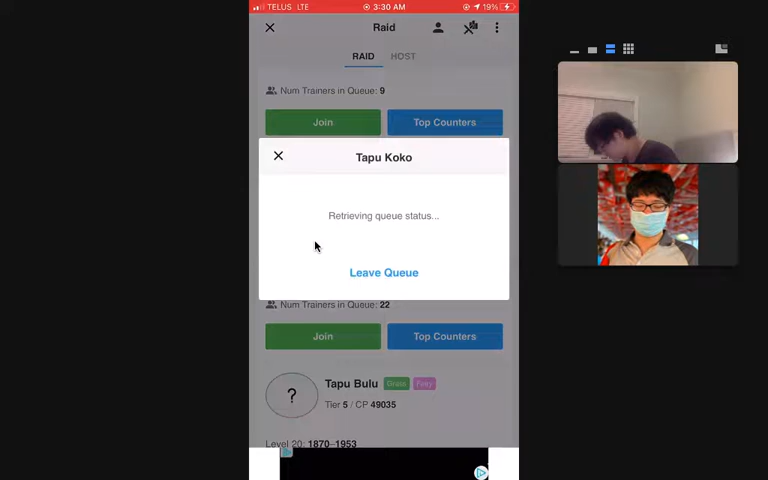 TELUS LTE 3:30 AM 19%
Raid
RAID HOST
Num Trainers in Queue: 9
Join Top Counters
Tapu Koko
Retrieving queue status...
Leave Queue
Num Trainers in Queue: 22
Join Top Counters
?
Tapu Bulu Grass Fairy
Tier 5 / CP 49035
Level 20: 1870–1953